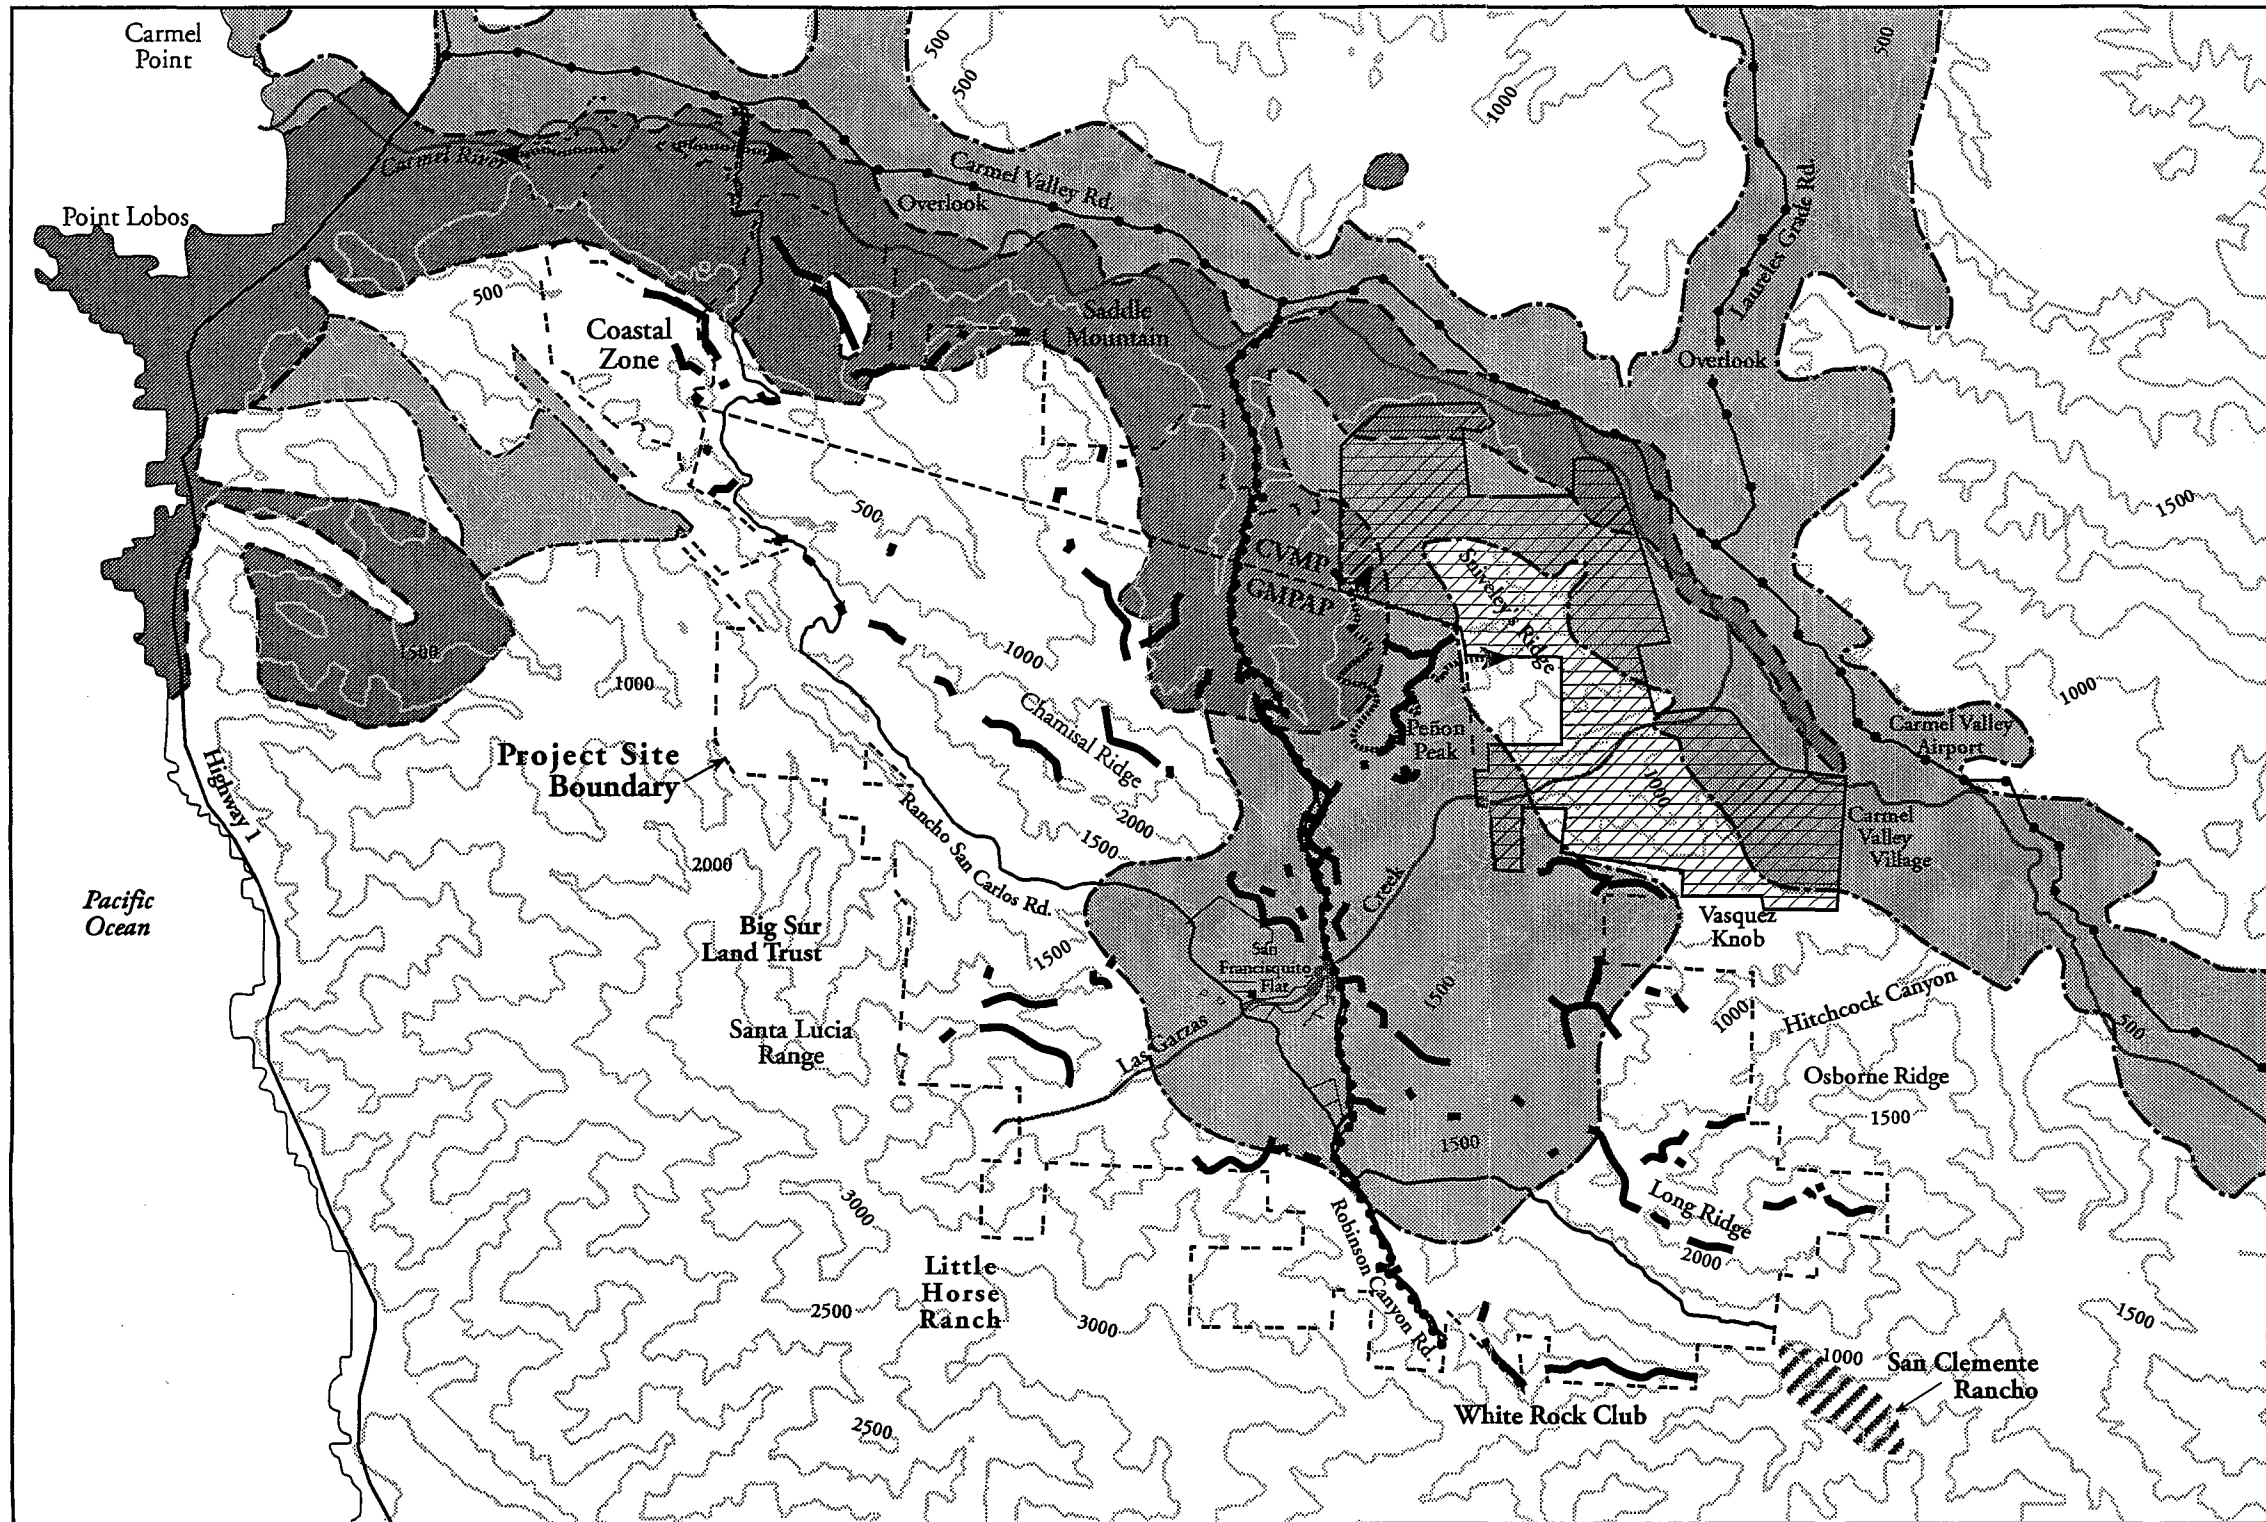 Carmel
Point
500
500
1000
500
Carmel River
Carmel Valley Rd.
Overlook
Point Lobos
Laureles Grade Rd.
500
Coastal
Zone
Saddle
Mountain
Overlook
500
1500
CVMP
GMPAP
Snively's Ridge
1500
1000
1000
1000
Chamisal Ridge
Peñon
Peak
Carmel Valley
Airport
Project Site
Boundary
Highway 1
1000
2000
1500
Rancho San Carlos Rd.
2000
Carmel
Valley
Village
Pacific
Ocean
Creek
Big Sur
Land Trust
1500
San
Francisquito
Flat
Vasquez
Knob
1500
1000
Hitchcock Canyon
500
Santa Lucia
Range
Las Garzas
Osborne Ridge
1500
1500
3000
Long Ridge
2000
Robinson Canyon Rd.
Little
Horse
Ranch
2500
3000
1500
1000
San Clemente
Rancho
White Rock Club
2500